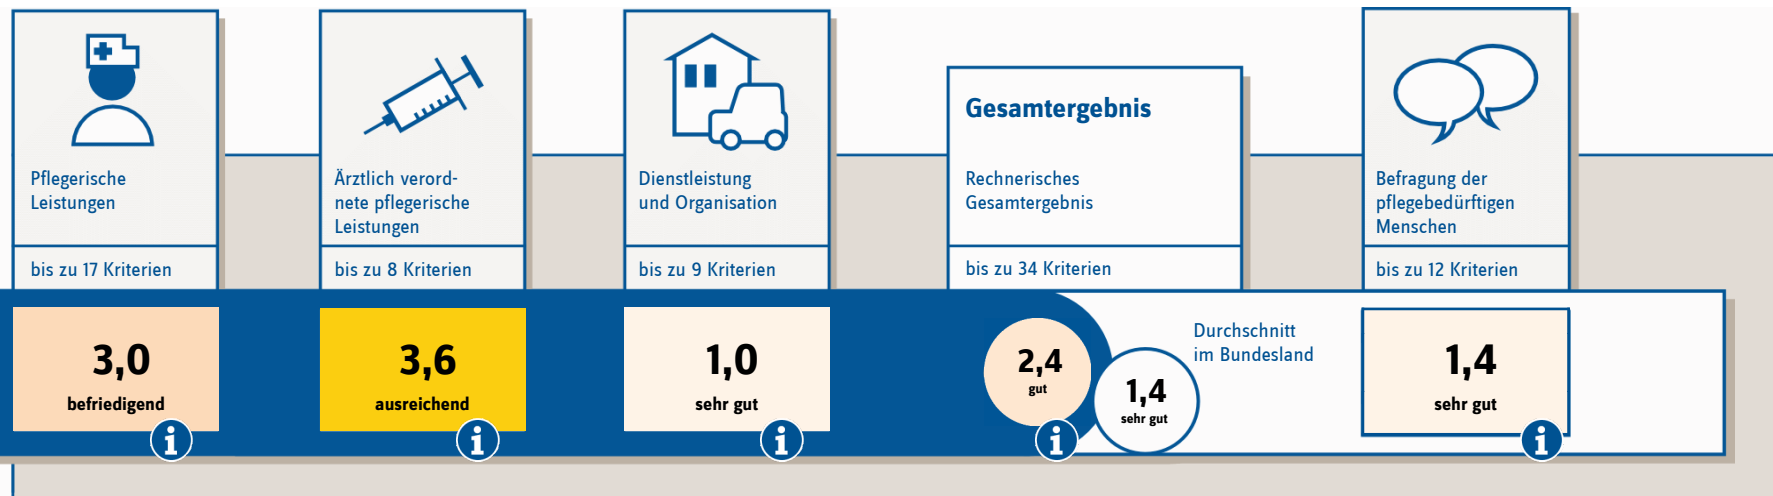 Pflegerische
Leistungen
bis zu 17 Kriterien
3,0
befriedigend
i
Ärztlich verord-
nete pflegerische
Leistungen
bis zu 8 Kriterien
3,6
ausreichend
i
Dienstleistung
und Organisation
bis zu 9 Kriterien
1,0
sehr gut
i
Gesamtergebnis
Rechnerisches
Gesamtergebnis
bis zu 34 Kriterien
2,4
gut
i
1,4
sehr gut
Durchschnitt
im Bundesland
Befragung der
pflegebedürftigen
Menschen
bis zu 12 Kriterien
1,4
sehr gut
i